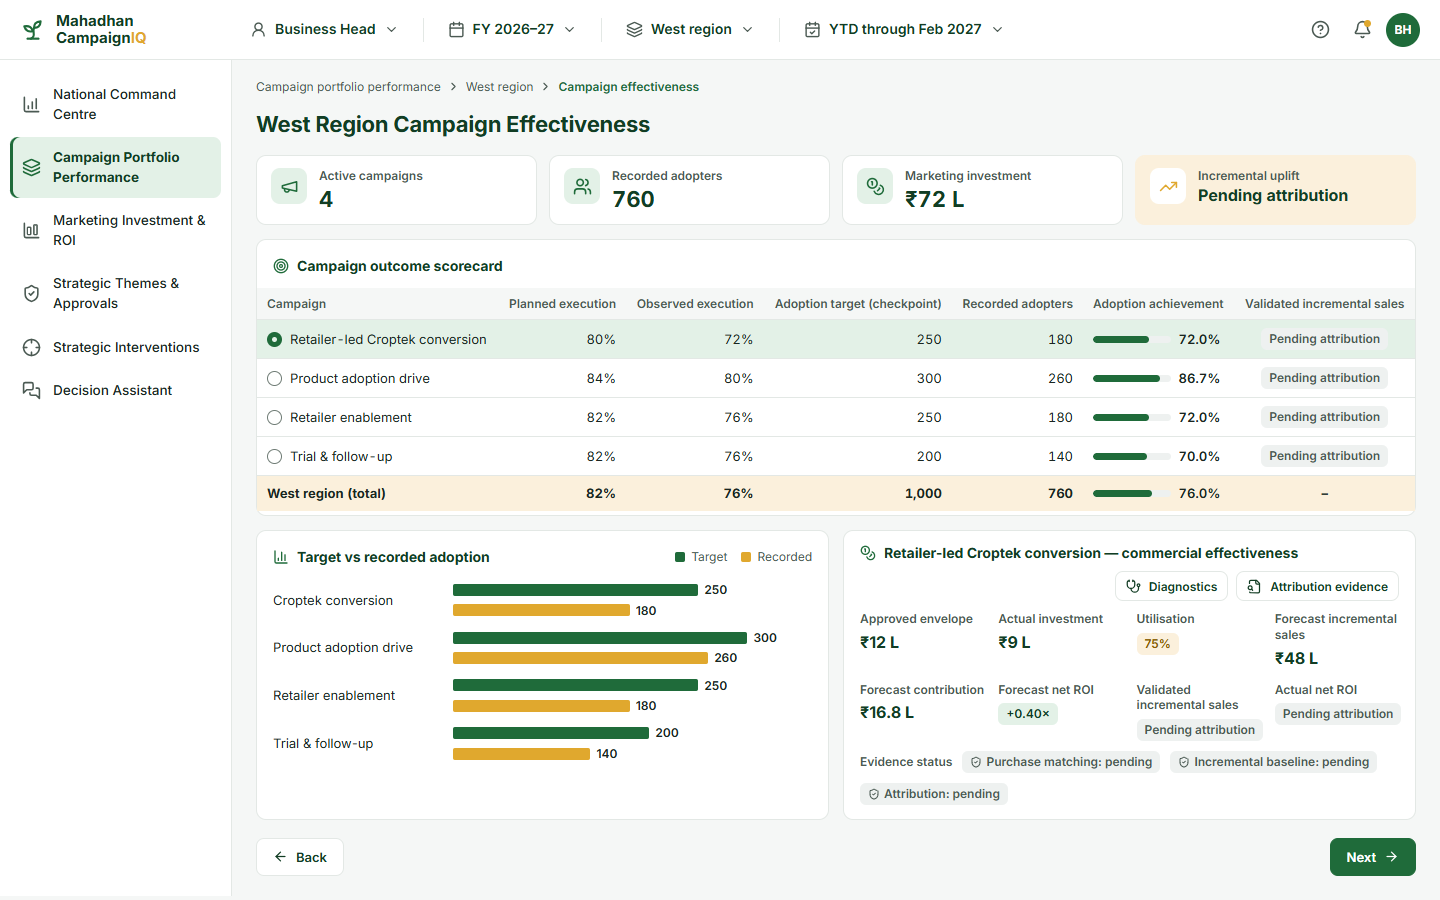 Mahadhan
CampaignIQ
Business Head
FY 2026–27
West region
YTD through Feb 2027
BH
National Command
Centre
Campaign Portfolio
Performance
Marketing Investment &
ROI
Strategic Themes &
Approvals
Strategic Interventions
Decision Assistant
Campaign portfolio performance > West region > Campaign effectiveness
West Region Campaign Effectiveness
Active campaigns
4
Recorded adopters
760
Marketing investment
₹72 L
Incremental uplift
Pending attribution
Campaign outcome scorecard
Campaign Planned execution Observed execution Adoption target (checkpoint) Recorded adopters Adoption achievement Validated incremental sales
Retailer-led Croptek conversion 80% 72% 250 180 72.0% Pending attribution
Product adoption drive 84% 80% 300 260 86.7% Pending attribution
Retailer enablement 82% 76% 250 180 72.0% Pending attribution
Trial & follow-up 82% 76% 200 140 70.0% Pending attribution
West region (total) 82% 76% 1,000 760 76.0% –
Target vs recorded adoption
Target Recorded
Croptek conversion
250
180
Product adoption drive
300
260
Retailer enablement
250
180
Trial & follow-up
200
140
Retailer-led Croptek conversion — commercial effectiveness
Diagnostics
Attribution evidence
Approved envelope
₹12 L
Actual investment
₹9 L
Utilisation
75%
Forecast incremental
sales
₹48 L
Forecast contribution
₹16.8 L
Forecast net ROI
+0.40×
Validated
incremental sales
Pending attribution
Actual net ROI
Pending attribution
Evidence status
Purchase matching: pending
Incremental baseline: pending
Attribution: pending
Back
Next